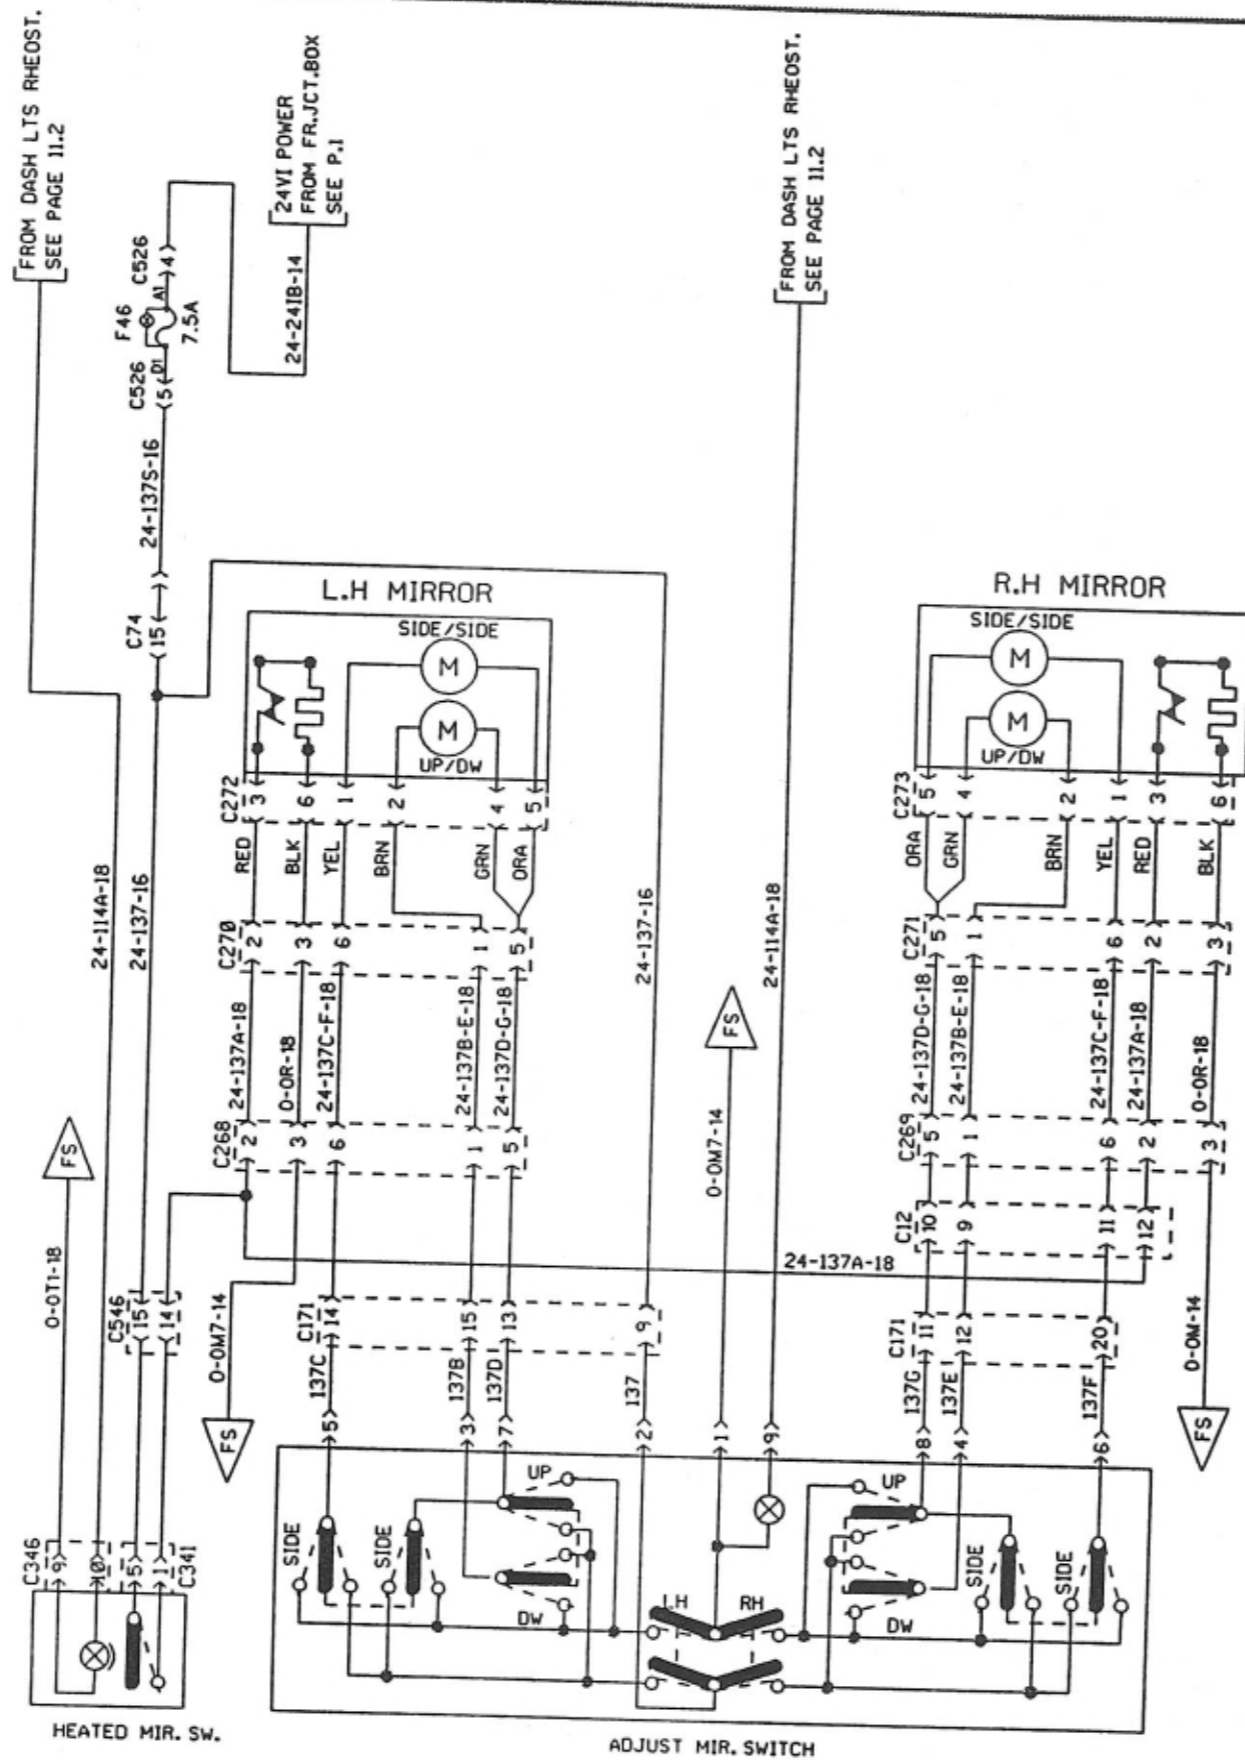 FROM DASH LTS RHEOST.
SEE PAGE 11.2
24VI POWER
FROM FR.JCT.BOX
SEE P.1
FROM DASH LTS RHEOST.
SEE PAGE 11.2
C526
4
A1
F46
7.5A
D1
C526
5
24-241B-14
24-137S-16
C74
15
L.H MIRROR
SIDE/SIDE
M
M
UP/DW
R.H MIRROR
SIDE/SIDE
M
M
UP/DW
C272
3
6
1
2
4
5
C273
5
4
2
1
3
6
RED
BLK
YEL
BRN
GRN
ORA
ORA
GRN
BRN
YEL
RED
BLK
24-114A-18
24-137-16
24-137-16
24-114A-18
C270
2
3
6
1
5
C271
5
1
6
2
3
24-137A-18
0-0R-18
24-137C-F-18
24-137B-E-18
24-137D-G-18
FS
24-137D-G-18
24-137B-E-18
24-137C-F-18
24-137A-18
0-0R-18
FS
C268
2
3
6
1
5
0-0M7-14
C269
5
1
6
2
3
C12
10
9
11
12
24-137A-18
0-0T1-18
C546
15
14
0-0M7-14
C171
14
15
13
9
C171
11
12
20
0-0M-14
137C
137B
137D
137
137G
137E
137F
FS
FS
5
3
7
2
1
9
8
4
6
UP
UP
C346
9
10
5
1
C341
SIDE
SIDE
DW
LH
RH
DW
SIDE
SIDE
HEATED MIR. SW.
ADJUST MIR. SWITCH